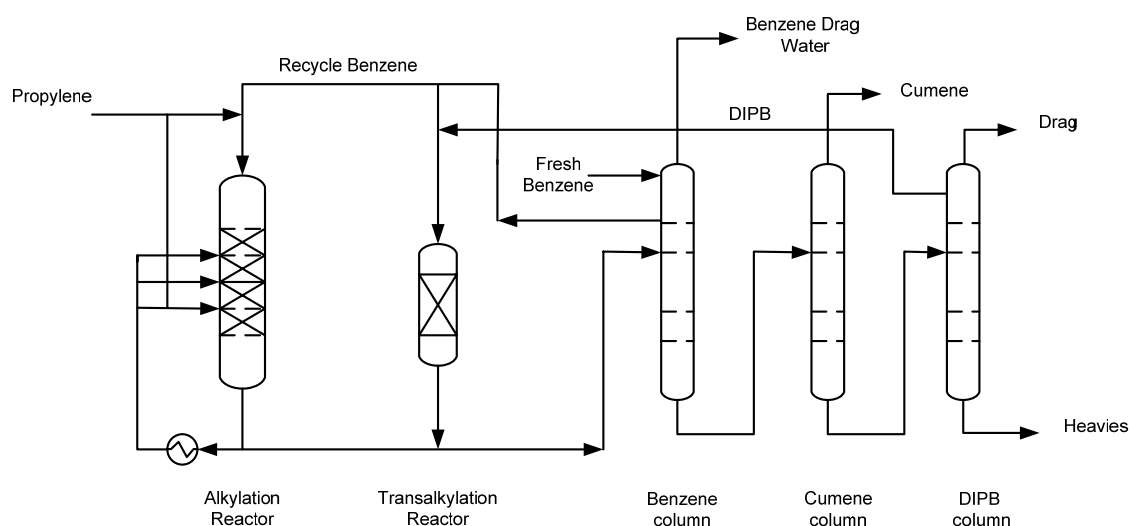 Benzene Drag
Water
Recycle Benzene
Propylene
Cumene
DIPB
Drag
Fresh
Benzene
Heavies
Alkylation
Reactor
Transalkylation
Reactor
Benzene
column
Cumene
column
DIPB
column